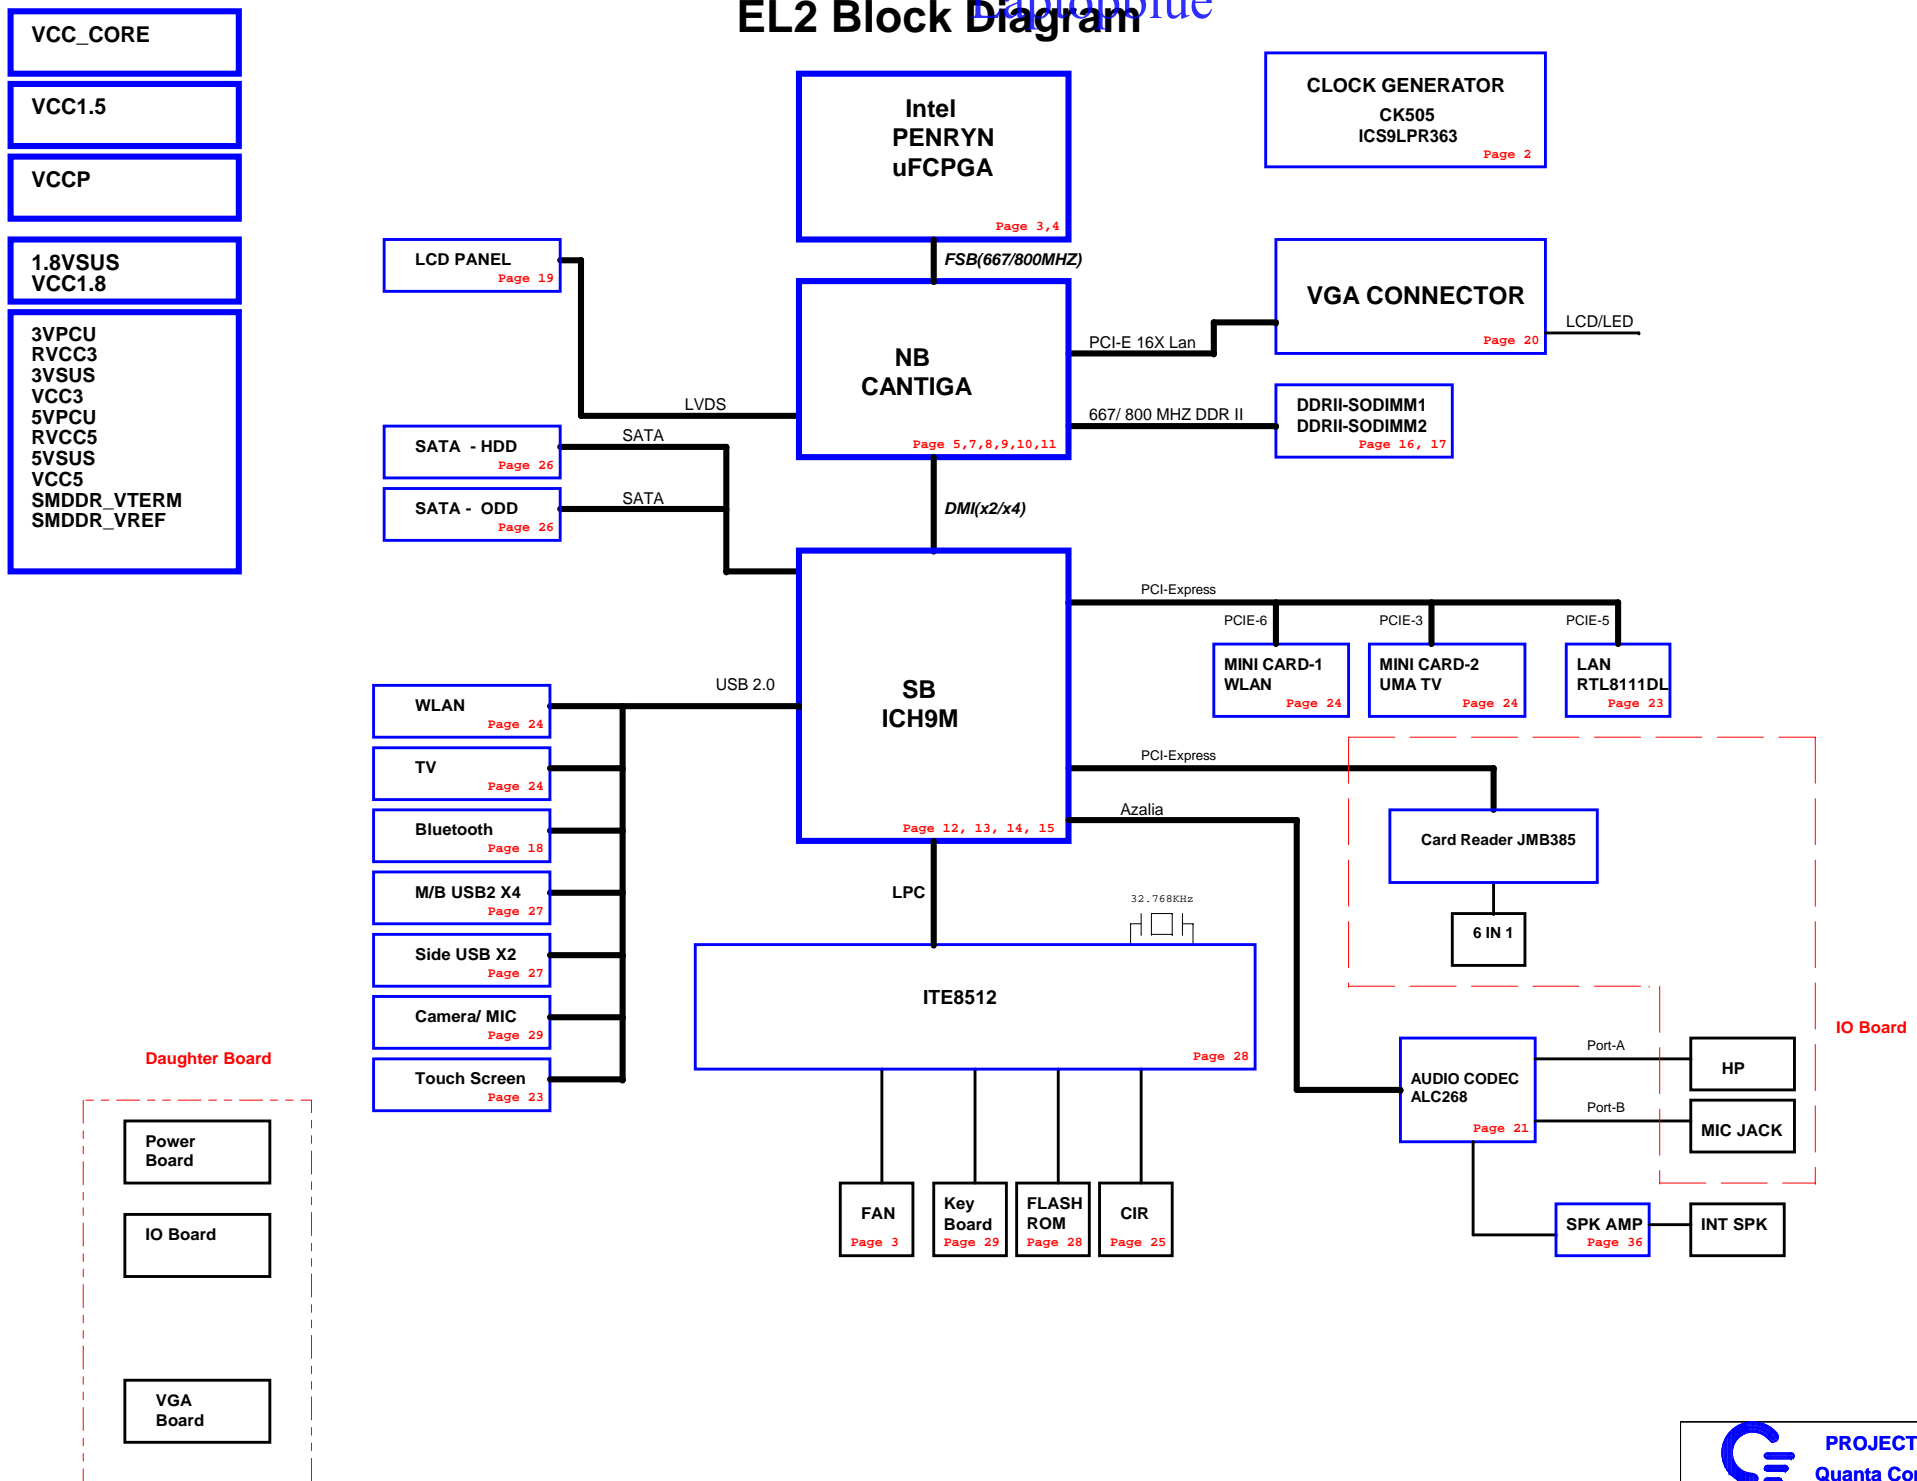 EL2 Block Diagram
Laptopblue
VCC_CORE
VCC1.5
VCCP
1.8VSUS
VCC1.8
3VPCU
RVCC3
3VSUS
VCC3
5VPCU
RVCC5
5VSUS
VCC5
SMDDR_VTERM
SMDDR_VREF
Intel
PENRYN
uFCPGA
Page 3,4
CLOCK GENERATOR
CK505
ICS9LPR363
Page 2
FSB(667/800MHZ)
LCD PANEL
Page 19
NB
CANTIGA
Page 5,7,8,9,10,11
VGA CONNECTOR
Page 20
LCD/LED
PCI-E 16X Lan
LVDS
667/ 800 MHZ DDR II
DDRII-SODIMM1
DDRII-SODIMM2
Page 16, 17
SATA - HDD
Page 26
SATA
SATA - ODD
Page 26
SATA
DMI(x2/x4)
SB
ICH9M
Page 12, 13, 14, 15
PCI-Express
PCIE-6
PCIE-3
PCIE-5
MINI CARD-1
WLAN
Page 24
MINI CARD-2
UMA TV
Page 24
LAN
RTL8111DL
Page 23
USB 2.0
WLAN
Page 24
TV
Page 24
Bluetooth
Page 18
M/B USB2 X4
Page 27
Side USB X2
Page 27
Camera/ MIC
Page 29
Touch Screen
Page 23
PCI-Express
Azalia
Card Reader JMB385
6 IN 1
IO Board
LPC
32.768KHz
ITE8512
Page 28
AUDIO CODEC
ALC268
Page 21
Port-A
HP
Port-B
MIC JACK
SPK AMP
Page 36
INT SPK
FAN
Page 3
Key
Board
Page 29
FLASH
ROM
Page 28
CIR
Page 25
Daughter Board
Power
Board
IO Board
VGA
Board
PROJECT
Quanta